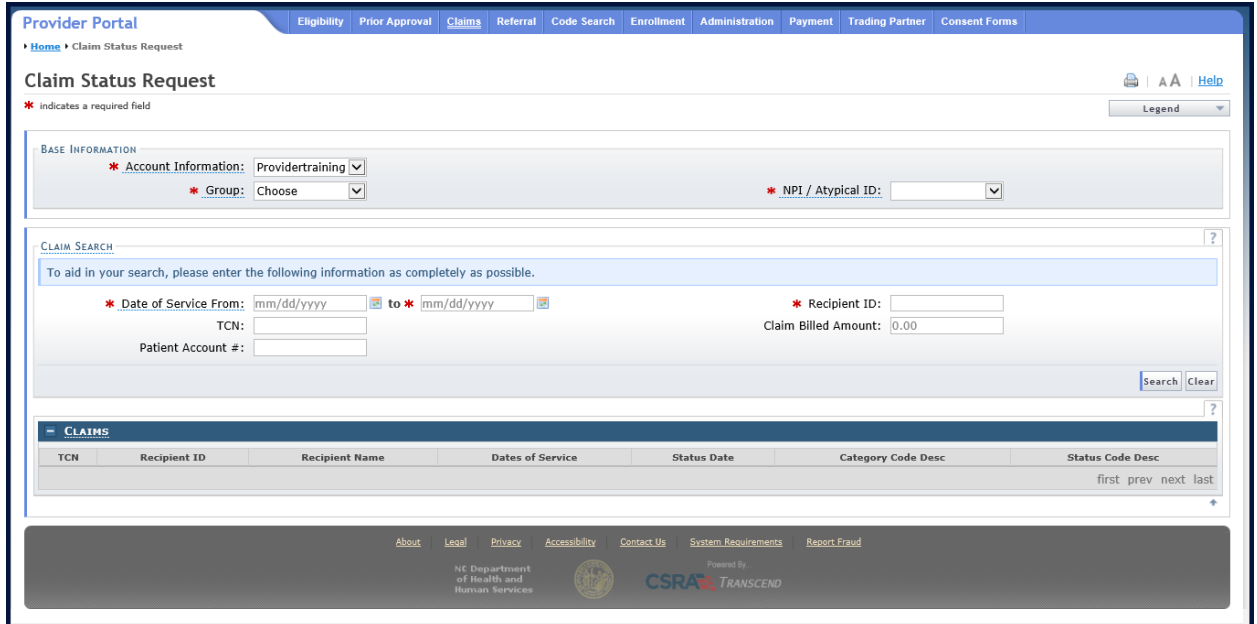 Provider Portal Eligibility Prior Approval Claims Referral Code Search Enrollment Administration Payment Trading Partner Consent Forms
Home Claim Status Request
Claim Status Request A A Help
* indicates a required field Legend
BASE INFORMATION
* Account Information: Providertraining
* Group: Choose * NPI / Atypical ID:
?
CLAIM SEARCH
To aid in your search, please enter the following information as completely as possible.
* Date of Service From: mm/dd/yyyy to * mm/dd/yyyy * Recipient ID:
TCN: Claim Billed Amount: 0.00
Patient Account #:
Search Clear
?
CLAIMS
TCN Recipient ID Recipient Name Dates of Service Status Date Category Code Desc Status Code Desc
first prev next last
About Legal Privacy Accessibility Contact Us System Requirements Report Fraud
NC Department
of Health and
Human Services
Powered By..
CSRA TRANSCEND